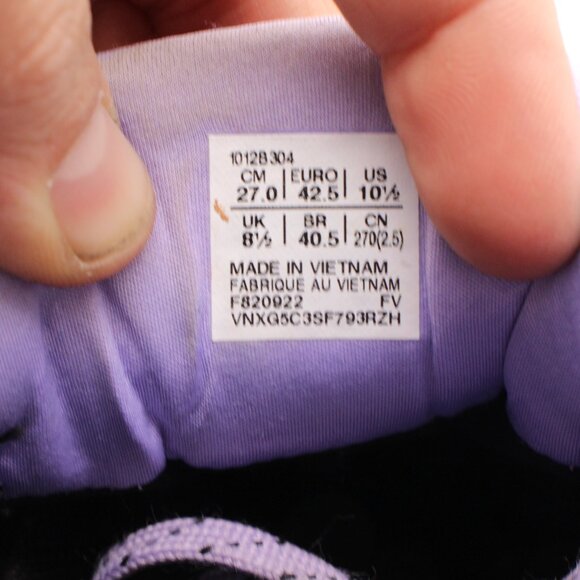 1012B304
CM | EURO | US
27.0 | 42.5 | 10½
UK | BR | CN
8½ | 40.5 | 270(2.5)
MADE IN VIETNAM
FABRIQUE AU VIETNAM
F820922 FV
VNXG5C3SF793RZH